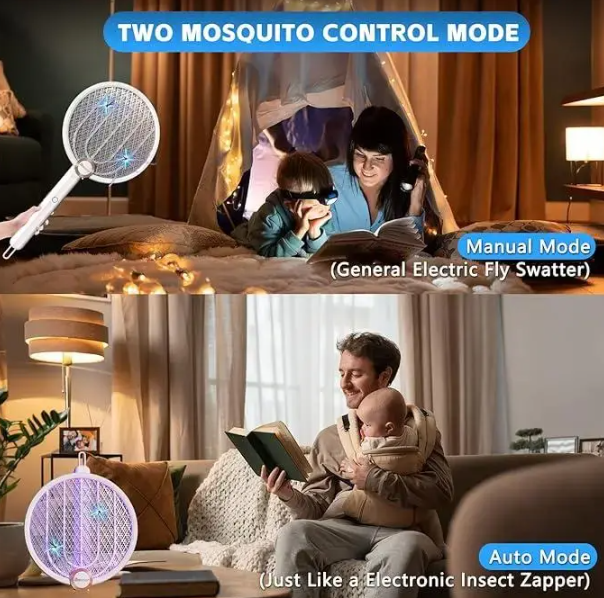 TWO MOSQUITO CONTROL MODE
Manual Mode
(General Electric Fly Swatter)
Auto Mode
(Just Like a Electronic Insect Zapper)